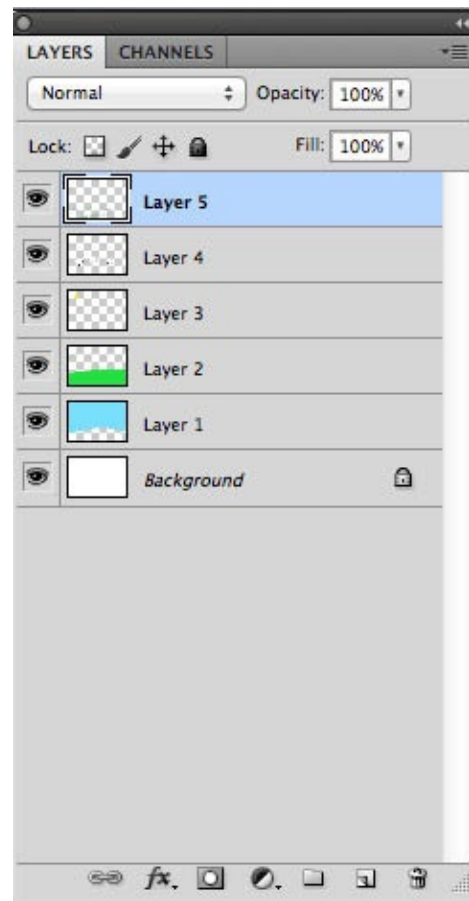 LAYERS CHANNELS
Normal Opacity: 100%
Lock: Fill: 100%
Layer 5
Layer 4
Layer 3
Layer 2
Layer 1
Background
fx.